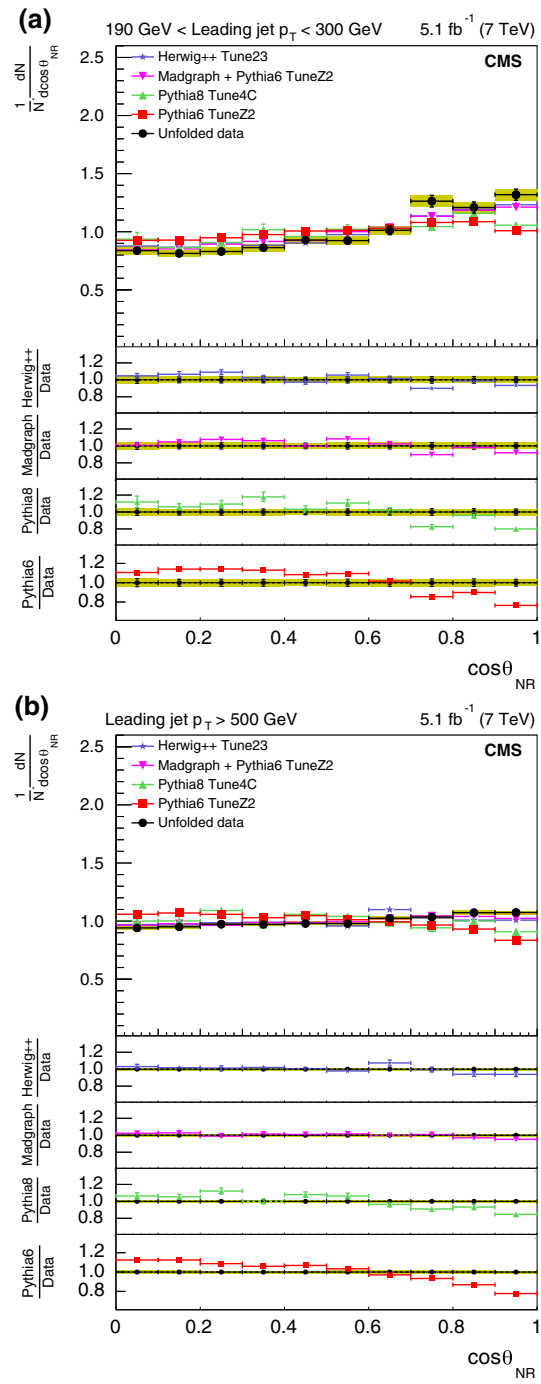 (a)
190 GeV < Leading jet p_T < 300 GeV 5.1 fb^-1 (7 TeV)
1/N . dN/dcosθ_NR
2.5
2.0
1.5
1.0
0.5
Herwig++ Tune23
Madgraph + Pythia6 TuneZ2
Pythia8 Tune4C
Pythia6 TuneZ2
Unfolded data
CMS
Herwig++/Data
1.2
1.0
0.8
Madgraph/Data
1.2
1.0
0.8
Pythia8/Data
1.2
1.0
0.8
Pythia6/Data
1.2
1.0
0.8
0 0.2 0.4 0.6 0.8 1
cosθ_NR
(b)
Leading jet p_T > 500 GeV 5.1 fb^-1 (7 TeV)
1/N . dN/dcosθ_NR
2.5
2.0
1.5
1.0
0.5
Herwig++ Tune23
Madgraph + Pythia6 TuneZ2
Pythia8 Tune4C
Pythia6 TuneZ2
Unfolded data
CMS
Herwig++/Data
1.2
1.0
0.8
Madgraph/Data
1.2
1.0
0.8
Pythia8/Data
1.2
1.0
0.8
Pythia6/Data
1.2
1.0
0.8
0 0.2 0.4 0.6 0.8 1
cosθ_NR